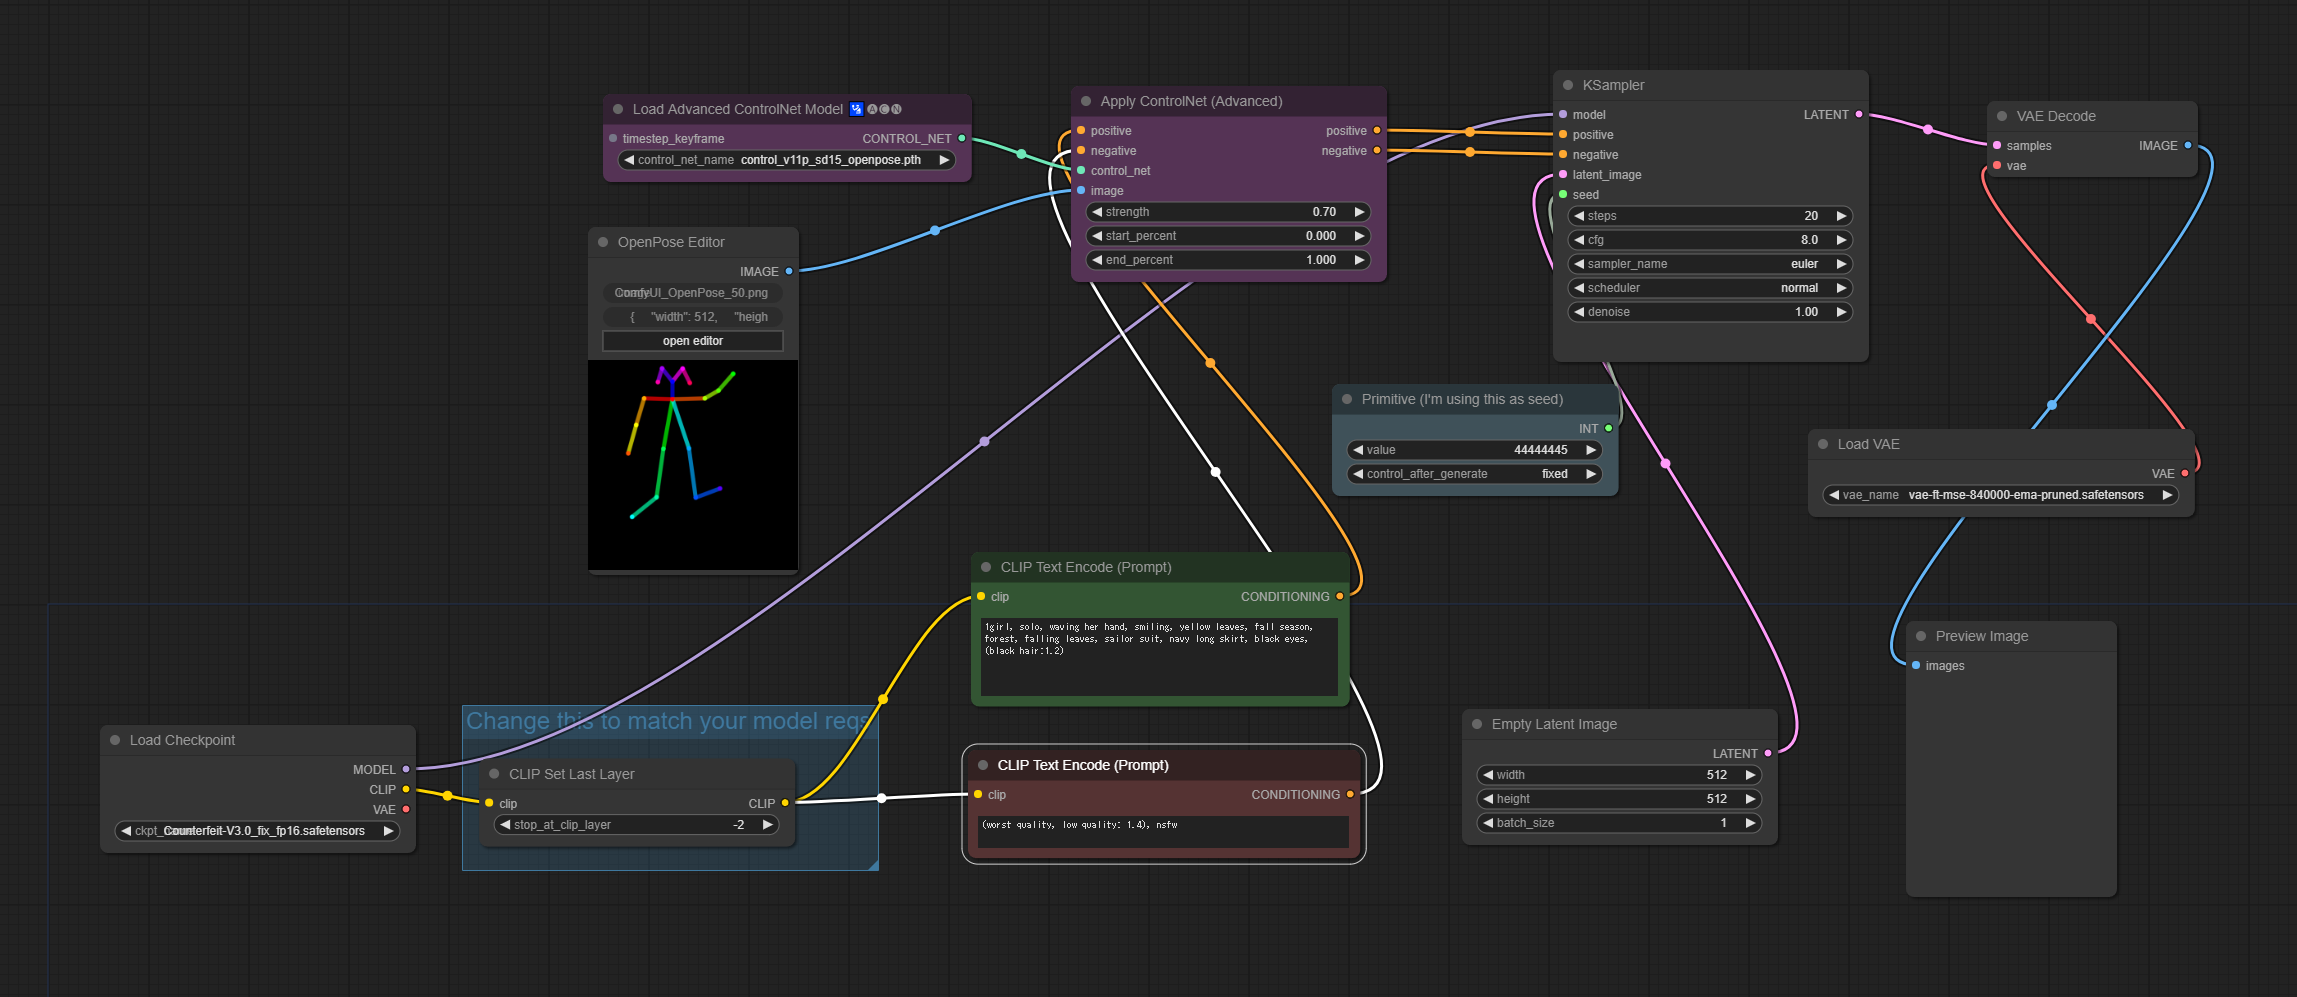 Load Advanced ControlNet Model 🛂🅐🅒🅝
timestep_keyframe CONTROL_NET
control_net_name control_v11p_sd15_openpose.pth
OpenPose Editor
IMAGE
ComfyUI_OpenPose_50.png
{ "width": 512, "heigh
open editor
Apply ControlNet (Advanced)
positive positive
negative negative
control_net
image
strength 0.70
start_percent 0.000
end_percent 1.000
KSampler
model LATENT
positive
negative
latent_image
seed
steps 20
cfg 8.0
sampler_name euler
scheduler normal
denoise 1.00
VAE Decode
samples IMAGE
vae
Primitive (I'm using this as seed)
INT
value 44444445
control_after_generate fixed
Load VAE
VAE
vae_name vae-ft-mse-840000-ema-pruned.safetensors
CLIP Text Encode (Prompt)
clip CONDITIONING
1girl, solo, waving her hand, smiling, yellow leaves, fall season,
forest, falling leaves, sailor suit, navy long skirt, black eyes,
(black hair:1.2)
Preview Image
images
Load Checkpoint
MODEL
CLIP
VAE
ckpt_ Counterfeit-V3.0_fix_fp16.safetensors
Change this to match your model reqs
CLIP Set Last Layer
clip CLIP
stop_at_clip_layer -2
CLIP Text Encode (Prompt)
clip CONDITIONING
(worst quality, low quality: 1.4), nsfw
Empty Latent Image
LATENT
width 512
height 512
batch_size 1